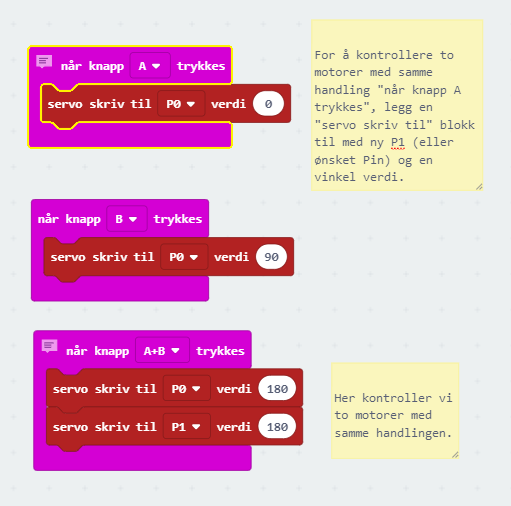 når knapp A trykkes
servo skriv til P0 verdi 0
For å kontrollere to
motorer med samme
handling "når knapp A
trykkes", legg en
"servo skriv til" blokk
til med ny P1 (eller
ønsket Pin) og en
vinkel verdi.
når knapp B trykkes
servo skriv til P0 verdi 90
når knapp A+B trykkes
servo skriv til P0 verdi 180
servo skriv til P1 verdi 180
Her kontroller vi
to motorer med
samme handlingen.